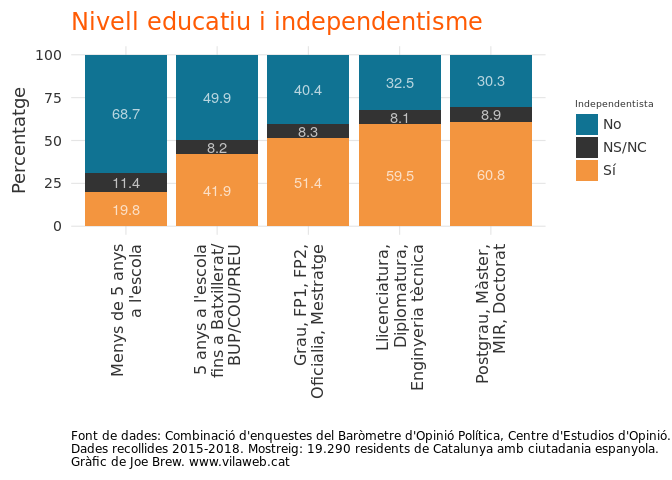 Nivell educatiu i independentisme
Percentatge
100
75
50
25
0
68.7
11.4
19.8
49.9
8.2
41.9
40.4
8.3
51.4
32.5
8.1
59.5
30.3
8.9
60.8
Independentista
No
NS/NC
Sí
Menys de 5 anys
a l'escola
5 anys a l'escola
fins a Batxillerat/
BUP/COU/PREU
Grau, FP1, FP2,
Oficialia, Mestratge
Llicenciatura,
Diplomatura,
Enginyeria tècnica
Postgrau, Màster,
MIR, Doctorat
Font de dades: Combinació d'enquestes del Baròmetre d'Opinió Política, Centre d'Estudios d'Opinió.
Dades recollides 2015-2018. Mostreig: 19.290 residents de Catalunya amb ciutadania espanyola.
Gràfic de Joe Brew. www.vilaweb.cat